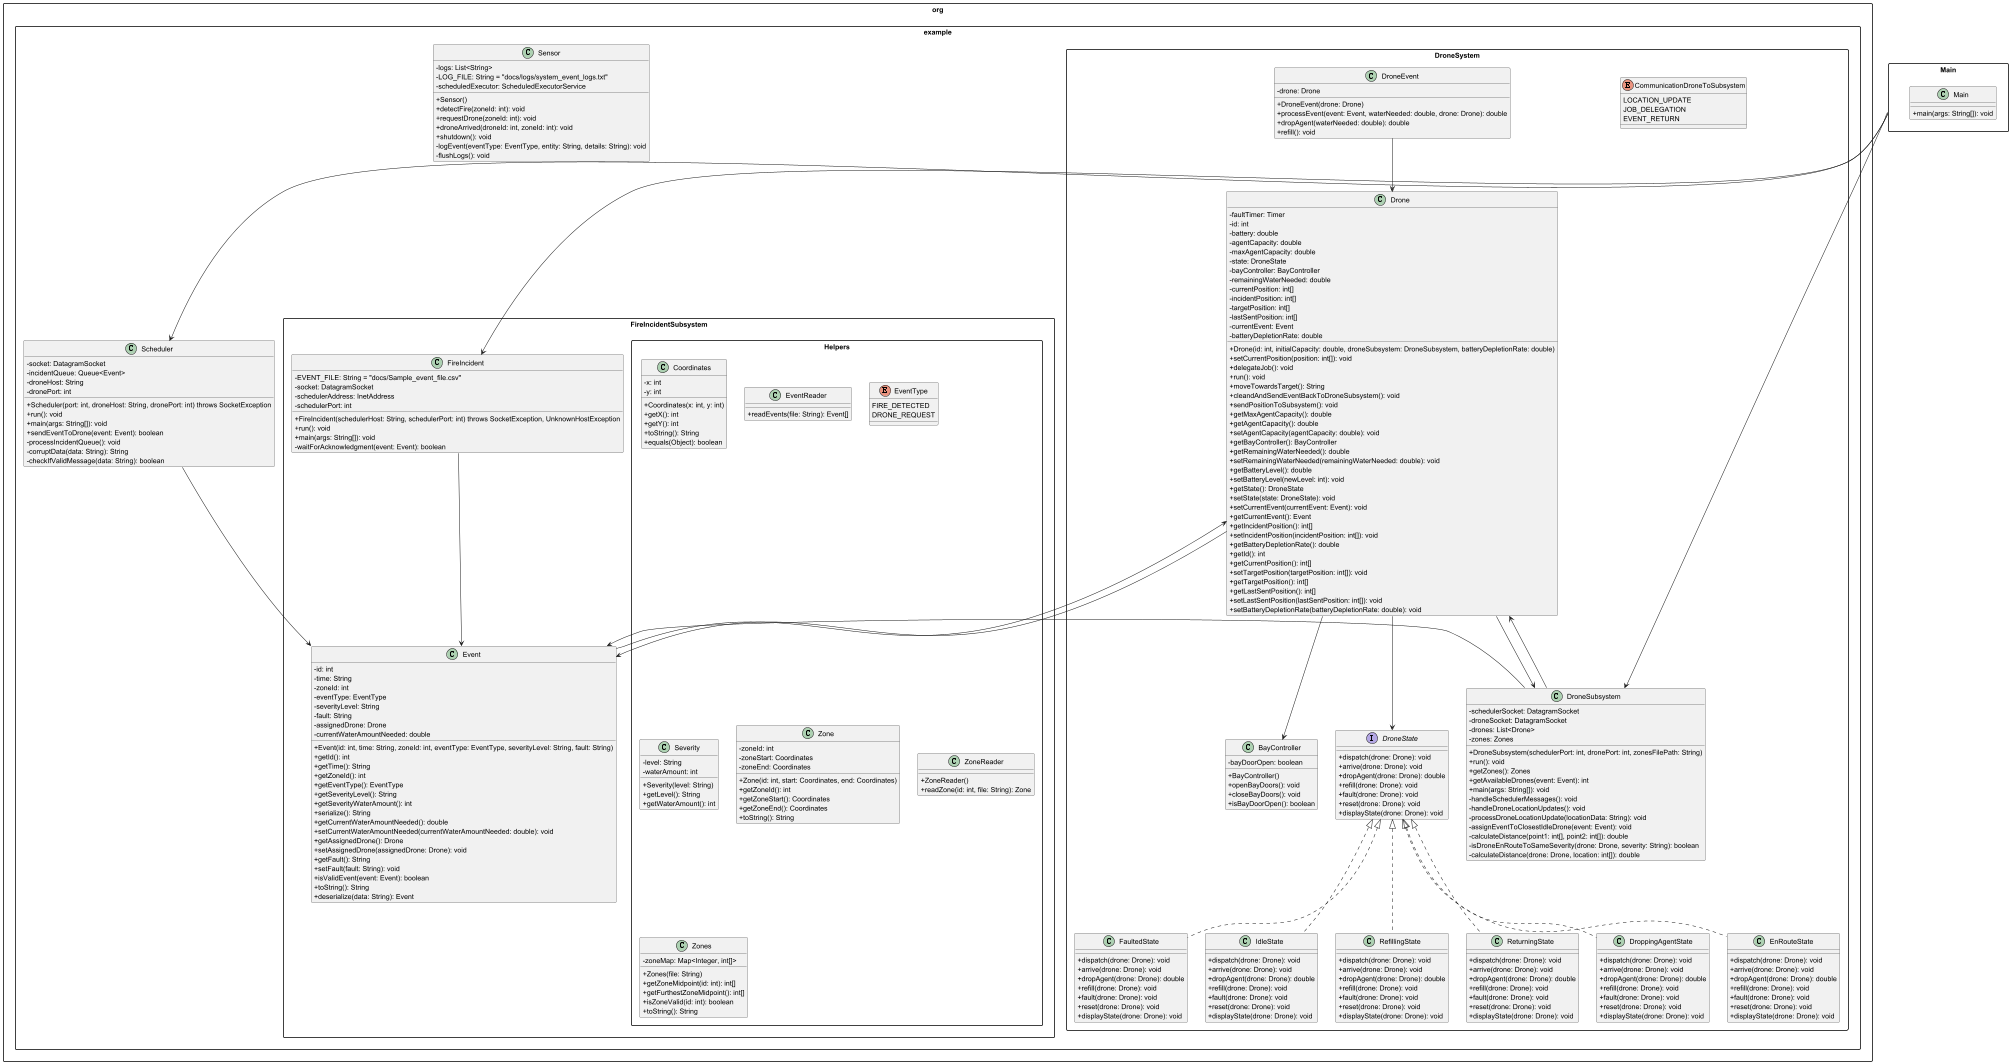 org
example
Sensor
-logs: List<String>
-LOG_FILE: String = "docs/logs/system_event_logs.txt"
-scheduledExecutor: ScheduledExecutorService
+Sensor()
+detectFire(zoneId: int): void
+requestDrone(zoneId: int): void
+droneArrived(droneId: int, zoneId: int): void
+shutdown(): void
-logEvent(eventType: EventType, entity: String, details: String): void
-flushLogs(): void
DroneSystem
DroneEvent
-drone: Drone
+DroneEvent(drone: Drone)
+processEvent(event: Event, waterNeeded: double, drone: Drone): double
+dropAgent(waterNeeded: double): double
+refill(): void
CommunicationDroneToSubsystem
LOCATION_UPDATE
JOB_DELEGATION
EVENT_RETURN
Main
Main
+main(args: String[]): void
Drone
-faultTimer: Timer
-id: int
-battery: double
-agentCapacity: double
-maxAgentCapacity: double
-state: DroneState
-bayController: BayController
-remainingWaterNeeded: double
-currentPosition: int[]
-incidentPosition: int[]
-targetPosition: int[]
-lastSentPosition: int[]
-currentEvent: Event
-batteryDepletionRate: double
+Drone(id: int, initialCapacity: double, droneSubsystem: DroneSubsystem, batteryDepletionRate: double)
+setCurrentPosition(position: int[]): void
+delegateJob(): void
+run(): void
+moveTowardsTarget(): String
+cleandAndSendEventBackToDroneSubsystem(): void
+sendPositionToSubsystem(): void
+getMaxAgentCapacity(): double
+getAgentCapacity(): double
+setAgentCapacity(agentCapacity: double): void
+getBayController(): BayController
+getRemainingWaterNeeded(): double
+setRemainingWaterNeeded(remainingWaterNeeded: double): void
+getBatteryLevel(): double
+setBatteryLevel(newLevel: int): void
+getState(): DroneState
+setState(state: DroneState): void
+setCurrentEvent(currentEvent: Event): void
+getCurrentEvent(): Event
+getIncidentPosition(): int[]
+setIncidentPosition(incidentPosition: int[]): void
+getBatteryDepletionRate(): double
+getId(): int
+getCurrentPosition(): int[]
+setTargetPosition(targetPosition: int[]): void
+getTargetPosition(): int[]
+getLastSentPosition(): int[]
+setLastSentPosition(lastSentPosition: int[]): void
+setBatteryDepletionRate(batteryDepletionRate: double): void
Scheduler
-socket: DatagramSocket
-incidentQueue: Queue<Event>
-droneHost: String
-dronePort: int
+Scheduler(port: int, droneHost: String, dronePort: int) throws SocketException
+run(): void
+main(args: String[]): void
+sendEventToDrone(event: Event): boolean
-processIncidentQueue(): void
-corruptData(data: String): String
-checkIfValidMessage(data: String): boolean
FireIncidentSubsystem
FireIncident
-EVENT_FILE: String = "docs/Sample_event_file.csv"
-socket: DatagramSocket
-schedulerAddress: InetAddress
-schedulerPort: int
+FireIncident(schedulerHost: String, schedulerPort: int) throws SocketException, UnknownHostException
+run(): void
+main(args: String[]): void
-waitForAcknowledgment(event: Event): boolean
Helpers
Coordinates
-x: int
-y: int
+Coordinates(x: int, y: int)
+getX(): int
+getY(): int
+toString(): String
+equals(Object): boolean
EventReader
+readEvents(file: String): Event[]
EventType
FIRE_DETECTED
DRONE_REQUEST
Event
-id: int
-time: String
-zoneId: int
-eventType: EventType
-severityLevel: String
-fault: String
-assignedDrone: Drone
-currentWaterAmountNeeded: double
+Event(id: int, time: String, zoneId: int, eventType: EventType, severityLevel: String, fault: String)
+getId(): int
+getTime(): String
+getZoneId(): int
+getEventType(): EventType
+getSeverityLevel(): String
+getSeverityWaterAmount(): int
+serialize(): String
+getCurrentWaterAmountNeeded(): double
+setCurrentWaterAmountNeeded(currentWaterAmountNeeded: double): void
+getAssignedDrone(): Drone
+setAssignedDrone(assignedDrone: Drone): void
+getFault(): String
+setFault(fault: String): void
+isValidEvent(event: Event): boolean
+toString(): String
+deserialize(data: String): Event
Severity
-level: String
-waterAmount: int
+Severity(level: String)
+getLevel(): String
+getWaterAmount(): int
Zone
-zoneId: int
-zoneStart: Coordinates
-zoneEnd: Coordinates
+Zone(id: int, start: Coordinates, end: Coordinates)
+getZoneId(): int
+getZoneStart(): Coordinates
+getZoneEnd(): Coordinates
+toString(): String
ZoneReader
+ZoneReader()
+readZone(id: int, file: String): Zone
Zones
-zoneMap: Map<Integer, int[]>
+Zones(file: String)
+getZoneMidpoint(id: int): int[]
+getFurthestZoneMidpoint(): int[]
+isZoneValid(id: int): boolean
+toString(): String
BayController
-bayDoorOpen: boolean
+BayController()
+openBayDoors(): void
+closeBayDoors(): void
+isBayDoorOpen(): boolean
DroneState
+dispatch(drone: Drone): void
+arrive(drone: Drone): void
+dropAgent(drone: Drone): double
+refill(drone: Drone): void
+fault(drone: Drone): void
+reset(drone: Drone): void
+displayState(drone: Drone): void
DroneSubsystem
-schedulerSocket: DatagramSocket
-droneSocket: DatagramSocket
-drones: List<Drone>
-zones: Zones
+DroneSubsystem(schedulerPort: int, dronePort: int, zonesFilePath: String)
+run(): void
+getZones(): Zones
+getAvailableDrones(event: Event): int
+main(args: String[]): void
-handleSchedulerMessages(): void
-handleDroneLocationUpdates(): void
-processDroneLocationUpdate(locationData: String): void
-assignEventToClosestIdleDrone(event: Event): void
-calculateDistance(point1: int[], point2: int[]): double
-isDroneEnRouteToSameSeverity(drone: Drone, severity: String): boolean
-calculateDistance(drone: Drone, location: int[]): double
FaultedState
+dispatch(drone: Drone): void
+arrive(drone: Drone): void
+dropAgent(drone: Drone): double
+refill(drone: Drone): void
+fault(drone: Drone): void
+reset(drone: Drone): void
+displayState(drone: Drone): void
IdleState
+dispatch(drone: Drone): void
+arrive(drone: Drone): void
+dropAgent(drone: Drone): double
+refill(drone: Drone): void
+fault(drone: Drone): void
+reset(drone: Drone): void
+displayState(drone: Drone): void
RefillingState
+dispatch(drone: Drone): void
+arrive(drone: Drone): void
+dropAgent(drone: Drone): double
+refill(drone: Drone): void
+fault(drone: Drone): void
+reset(drone: Drone): void
+displayState(drone: Drone): void
ReturningState
+dispatch(drone: Drone): void
+arrive(drone: Drone): void
+dropAgent(drone: Drone): double
+refill(drone: Drone): void
+fault(drone: Drone): void
+reset(drone: Drone): void
+displayState(drone: Drone): void
DroppingAgentState
+dispatch(drone: Drone): void
+arrive(drone: Drone): void
+dropAgent(drone: Drone): double
+refill(drone: Drone): void
+fault(drone: Drone): void
+reset(drone: Drone): void
+displayState(drone: Drone): void
EnRouteState
+dispatch(drone: Drone): void
+arrive(drone: Drone): void
+dropAgent(drone: Drone): double
+refill(drone: Drone): void
+fault(drone: Drone): void
+reset(drone: Drone): void
+displayState(drone: Drone): void